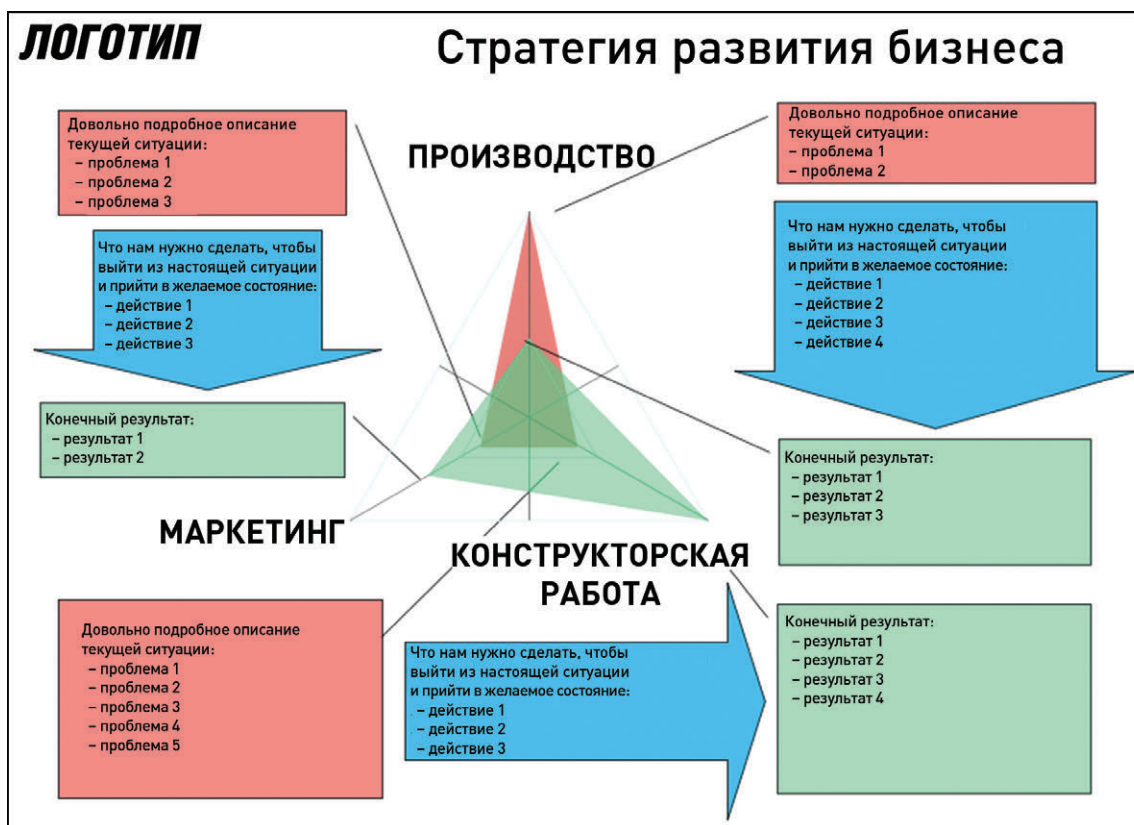 ЛОГОТИП
Стратегия развития бизнеса
Довольно подробное описание
текущей ситуации:
– проблема 1
– проблема 2
– проблема 3
Что нам нужно сделать, чтобы
выйти из настоящей ситуации
и прийти в желаемое состояние:
– действие 1
– действие 2
– действие 3
Конечный результат:
– результат 1
– результат 2
ПРОИЗВОДСТВО
Довольно подробное описание
текущей ситуации:
– проблема 1
– проблема 2
Что нам нужно сделать, чтобы
выйти из настоящей ситуации
и прийти в желаемое состояние:
– действие 1
– действие 2
– действие 3
– действие 4
Конечный результат:
– результат 1
– результат 2
– результат 3
МАРКЕТИНГ
КОНСТРУКТОРСКАЯ
РАБОТА
Довольно подробное описание
текущей ситуации:
– проблема 1
– проблема 2
– проблема 3
– проблема 4
– проблема 5
Что нам нужно сделать, чтобы
выйти из настоящей ситуации
и прийти в желаемое состояние:
– действие 1
– действие 2
– действие 3
Конечный результат:
– результат 1
– результат 2
– результат 3
– результат 4